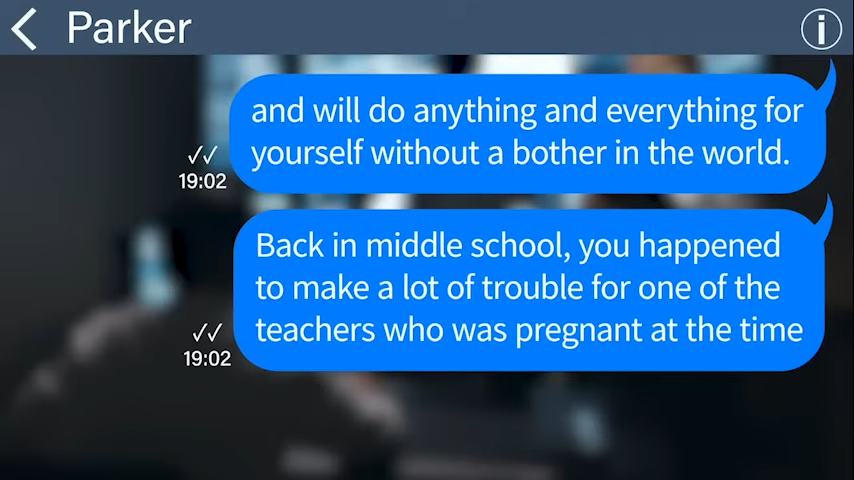 Parker
and will do anything and everything for
yourself without a bother in the world.
19:02
Back in middle school, you happened
to make a lot of trouble for one of the
teachers who was pregnant at the time
19:02